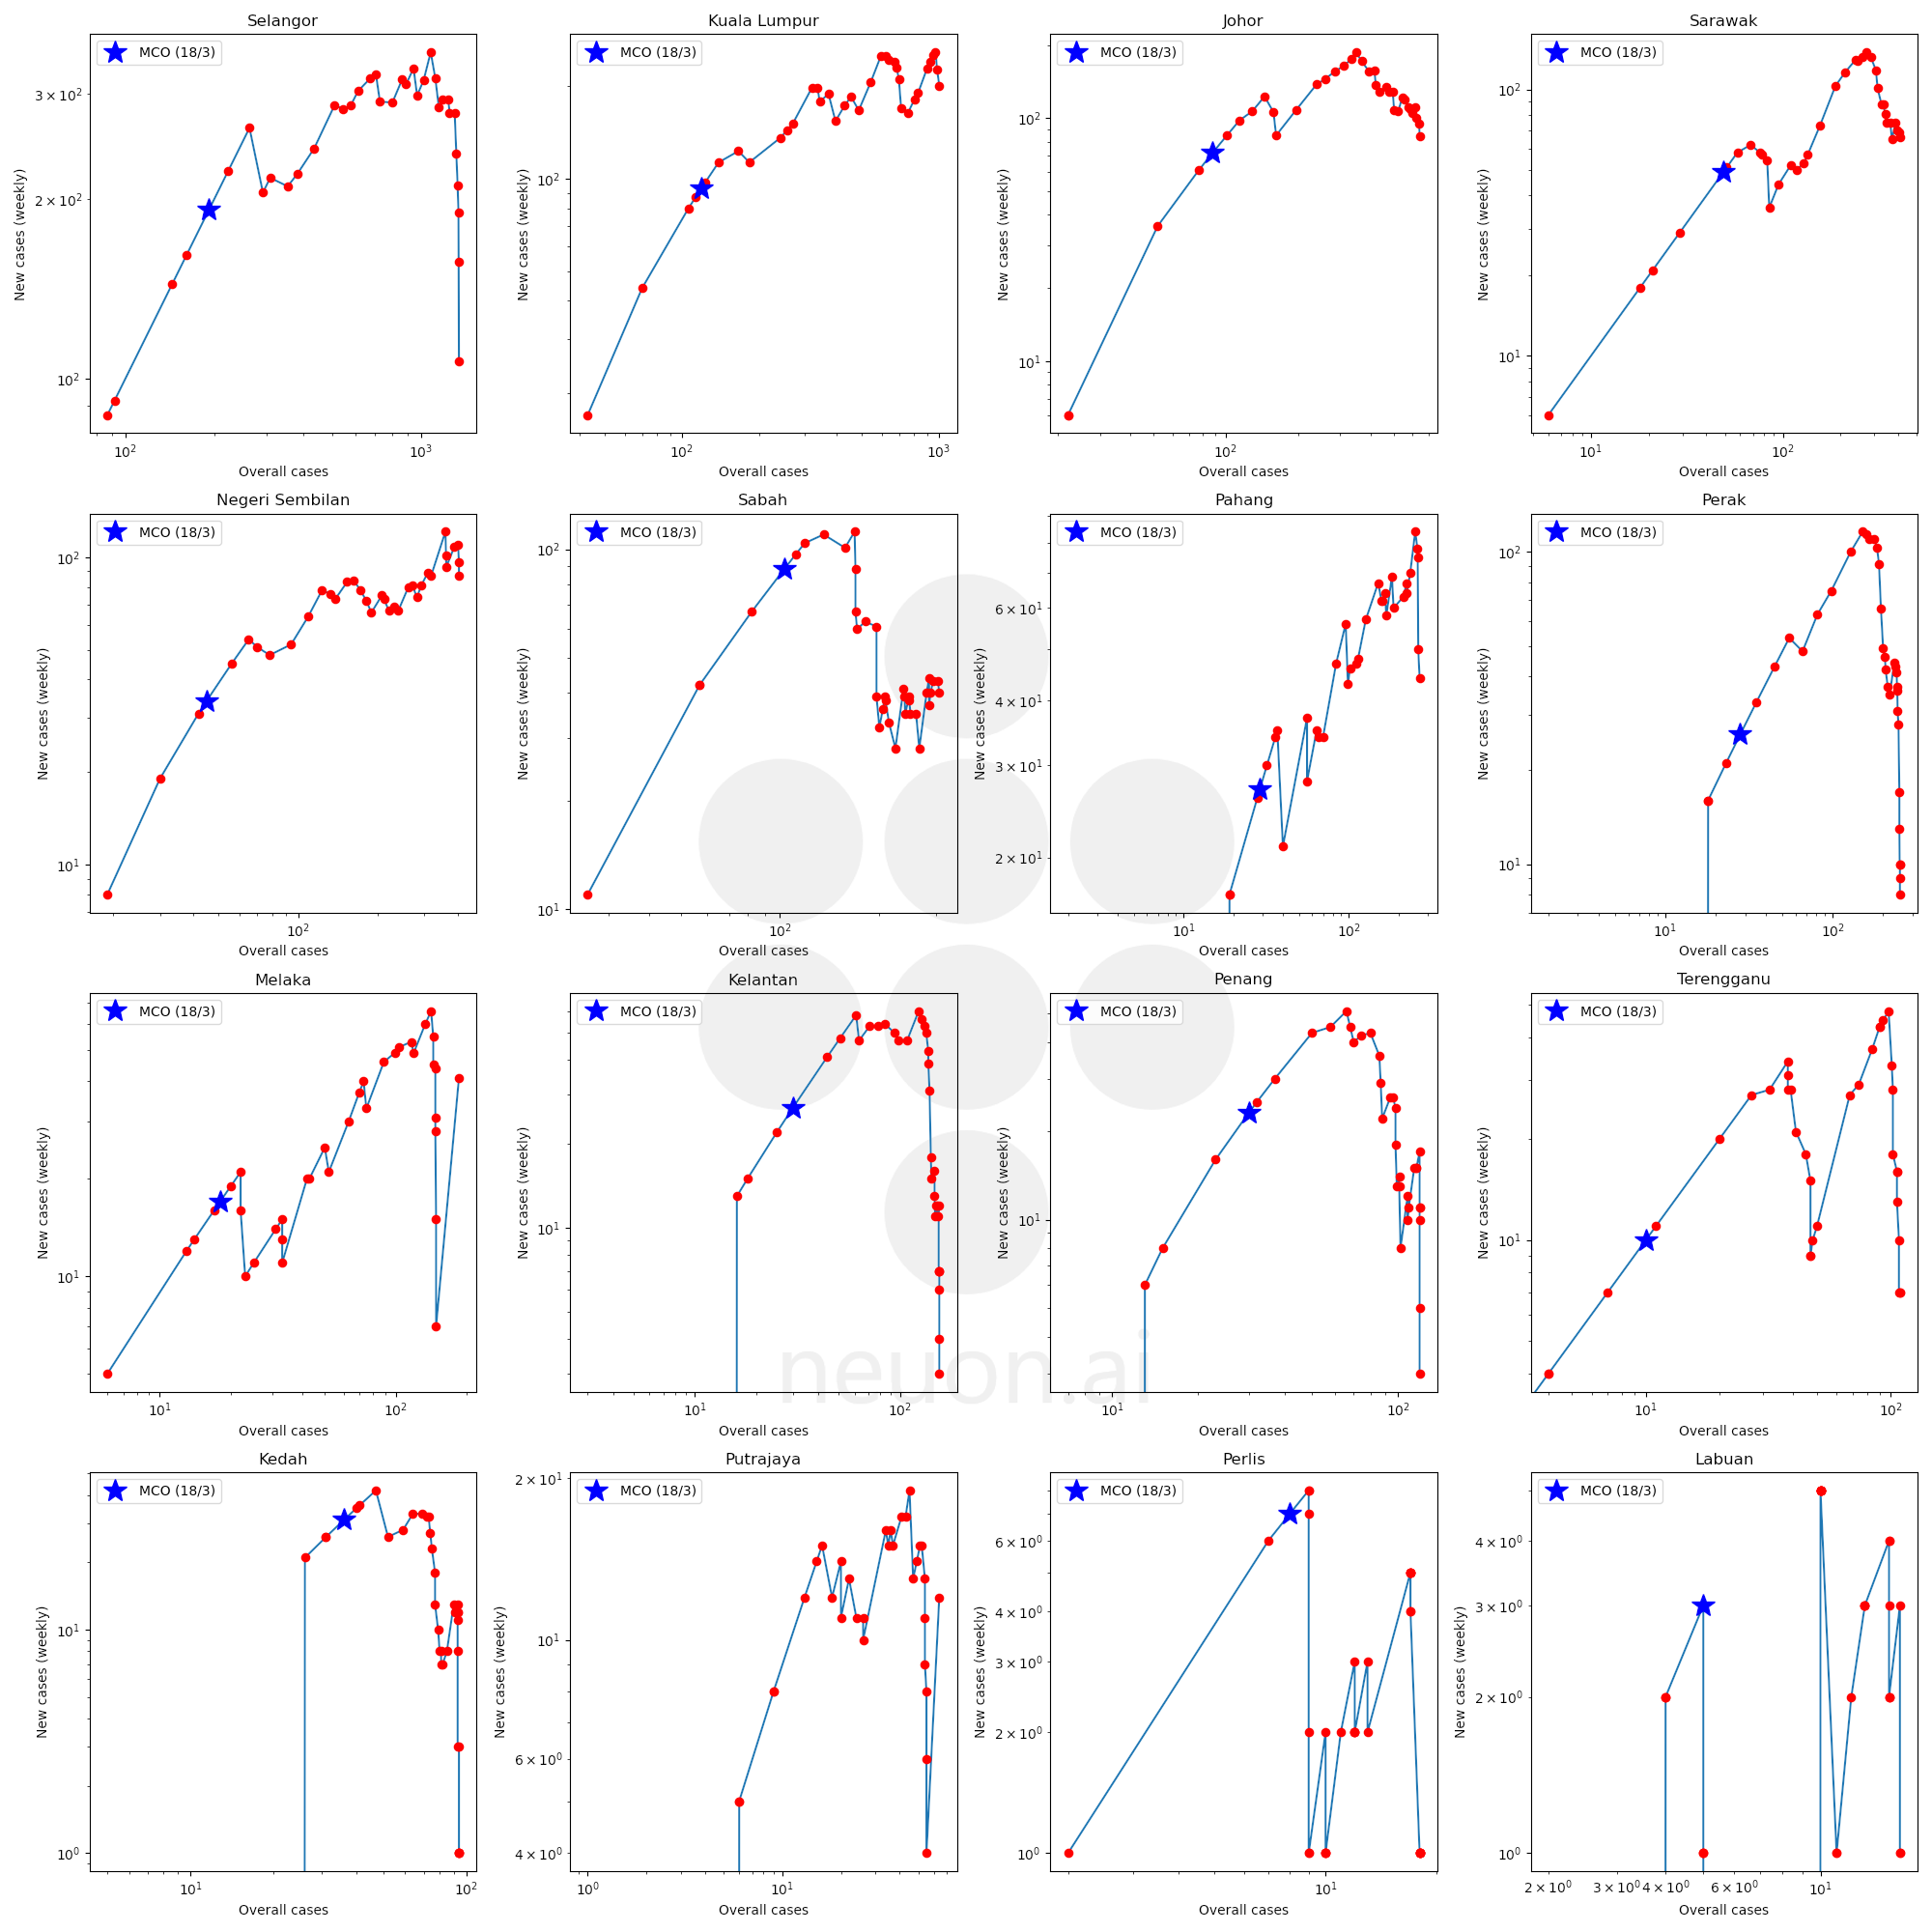 Selangor
MCO (18/3)
New cases (weekly)
3 × 10²
2 × 10²
10²
10² 10³
Overall cases
Kuala Lumpur
MCO (18/3)
New cases (weekly)
10²
10² 10³
Overall cases
Johor
MCO (18/3)
New cases (weekly)
10²
10¹
10²
Overall cases
Sarawak
MCO (18/3)
New cases (weekly)
10²
10¹
10¹ 10²
Overall cases
Negeri Sembilan
MCO (18/3)
New cases (weekly)
10²
10¹
10²
Overall cases
Sabah
MCO (18/3)
New cases (weekly)
10²
10¹
10²
Overall cases
Pahang
MCO (18/3)
New cases (weekly)
6 × 10¹
4 × 10¹
3 × 10¹
2 × 10¹
10¹ 10²
Overall cases
Perak
MCO (18/3)
New cases (weekly)
10²
10¹
10¹ 10²
Overall cases
Melaka
MCO (18/3)
New cases (weekly)
10¹
10¹ 10²
Overall cases
Kelantan
MCO (18/3)
New cases (weekly)
10¹
10¹ 10²
Overall cases
Penang
MCO (18/3)
New cases (weekly)
10¹
10¹ 10²
Overall cases
Terengganu
MCO (18/3)
New cases (weekly)
10¹
10¹ 10²
Overall cases
neuon.ai
Kedah
MCO (18/3)
New cases (weekly)
10¹
10⁰
10¹ 10²
Overall cases
Putrajaya
MCO (18/3)
New cases (weekly)
2 × 10¹
10¹
6 × 10⁰
4 × 10⁰
10⁰ 10¹
Overall cases
Perlis
MCO (18/3)
New cases (weekly)
6 × 10⁰
4 × 10⁰
3 × 10⁰
2 × 10⁰
10⁰
10¹
Overall cases
Labuan
MCO (18/3)
New cases (weekly)
4 × 10⁰
3 × 10⁰
2 × 10⁰
10⁰
2 × 10⁰ 3 × 10⁰ 4 × 10⁰ 6 × 10⁰ 10¹
Overall cases